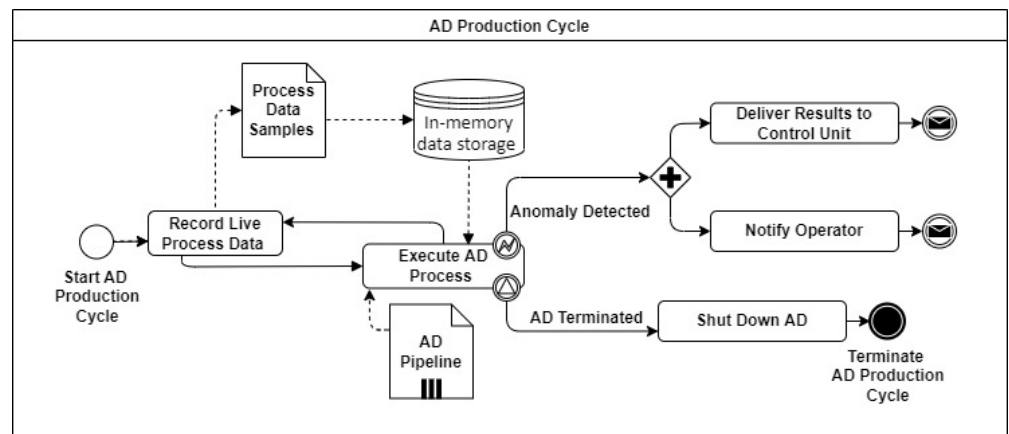 AD Production Cycle
Process
Data
Samples
In-memory
data storage
Deliver Results to
Control Unit
Anomaly Detected
Record Live
Process Data
Notify Operator
Execute AD
Process
Start AD
Production
Cycle
AD Terminated
Shut Down AD
AD
Pipeline
Terminate
AD Production
Cycle